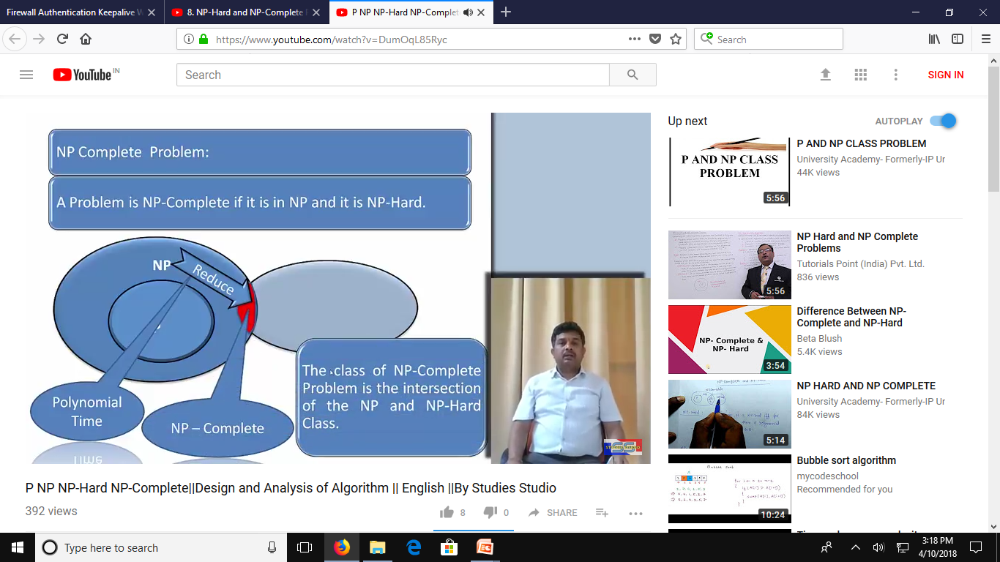 Firewall Authentication Keepalive
8. NP-Hard and NP-Complete
P NP NP-Hard NP-Complet
https://www.youtube.com/watch?v=DumOqL85Ryc
Search
YouTube IN
Search
SIGN IN
NP Complete Problem:
A Problem is NP-Complete if it is in NP and it is NP-Hard.
NP
Reduce
Polynomial
Time
NP – Complete
The class of NP-Complete
Problem is the intersection
of the NP and NP-Hard
Class.
P NP NP-Hard NP-Complete||Design and Analysis of Algorithm || English ||By Studies Studio
392 views
8
0
SHARE
Up next
AUTOPLAY
P AND NP CLASS
PROBLEM
5:56
P AND NP CLASS PROBLEM
University Academy- Formerly-IP Ur
44K views
5:56
NP Hard and NP Complete
Problems
Tutorials Point (India) Pvt. Ltd.
836 views
NP- Complete &
NP- Hard
3:54
Difference Between NP-
Complete and NP-Hard
Beta Blush
5.4K views
5:14
NP HARD AND NP COMPLETE
University Academy- Formerly-IP Ur
84K views
Bubble sort
10:24
Bubble sort algorithm
mycodeschool
Recommended for you
Type here to search
3:18 PM
4/10/2018